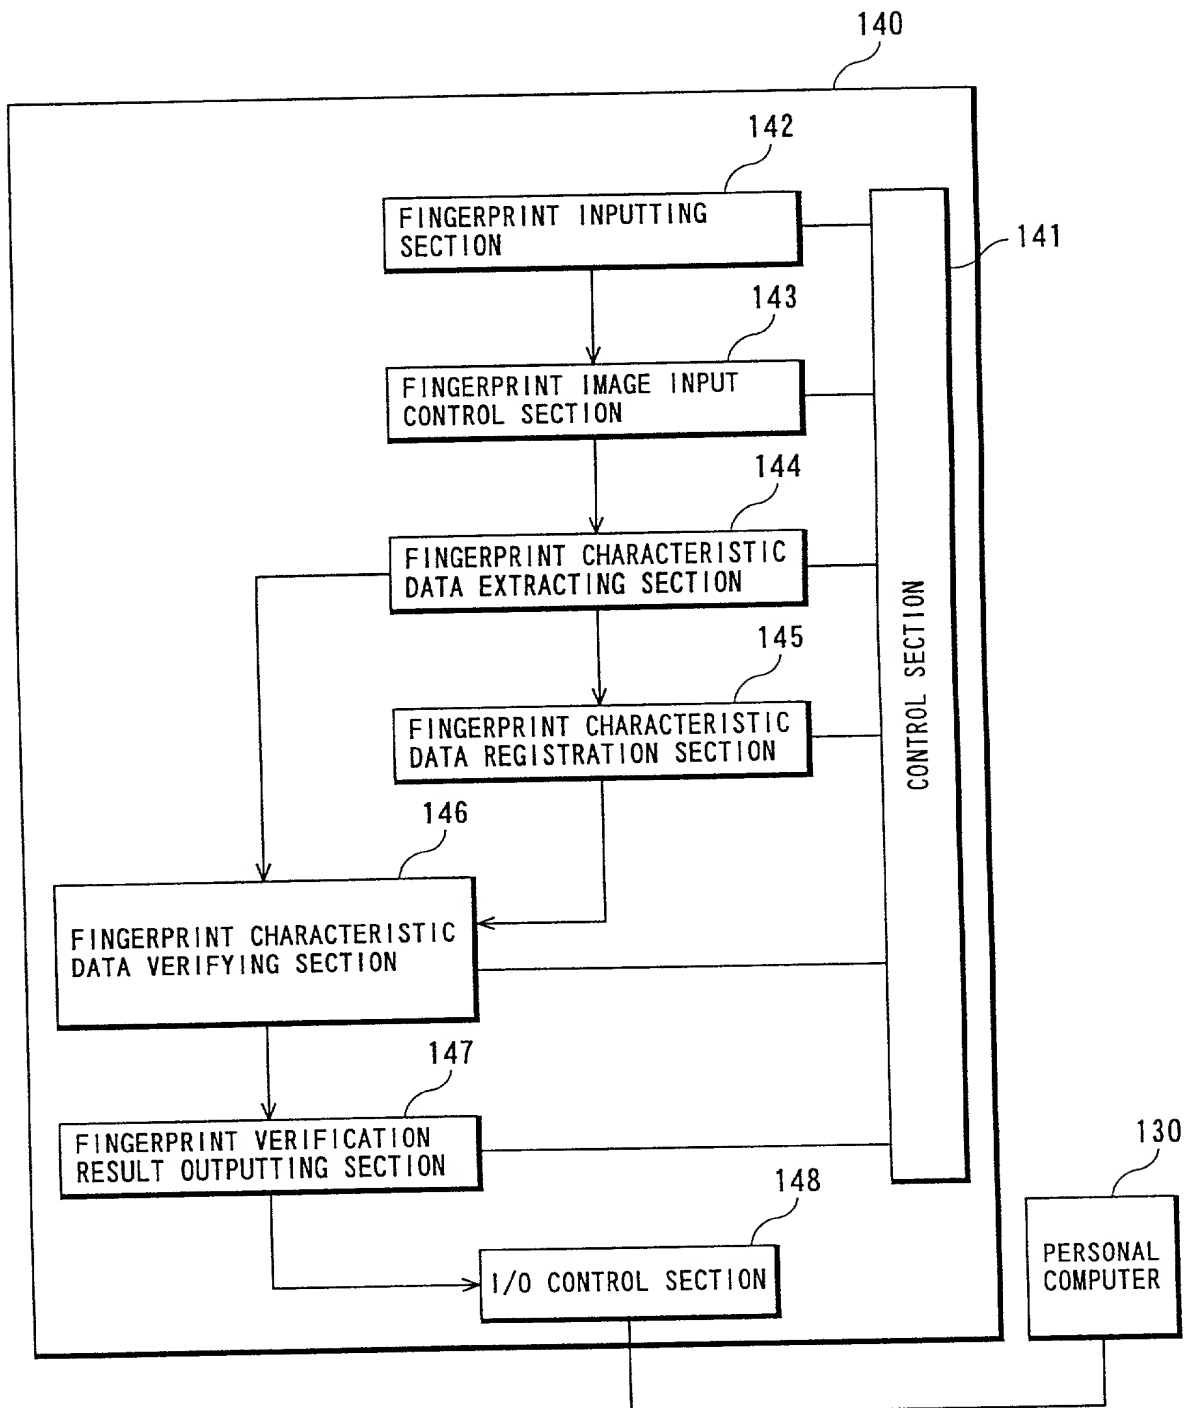 140
142
FINGERPRINT INPUTTING
SECTION
141
143
FINGERPRINT IMAGE INPUT
CONTROL SECTION
144
FINGERPRINT CHARACTERISTIC
DATA EXTRACTING SECTION
CONTROL SECTION
145
FINGERPRINT CHARACTERISTIC
DATA REGISTRATION SECTION
146
FINGERPRINT CHARACTERISTIC
DATA VERIFYING SECTION
147
FINGERPRINT VERIFICATION
RESULT OUTPUTTING SECTION
148
I/O CONTROL SECTION
130
PERSONAL
COMPUTER